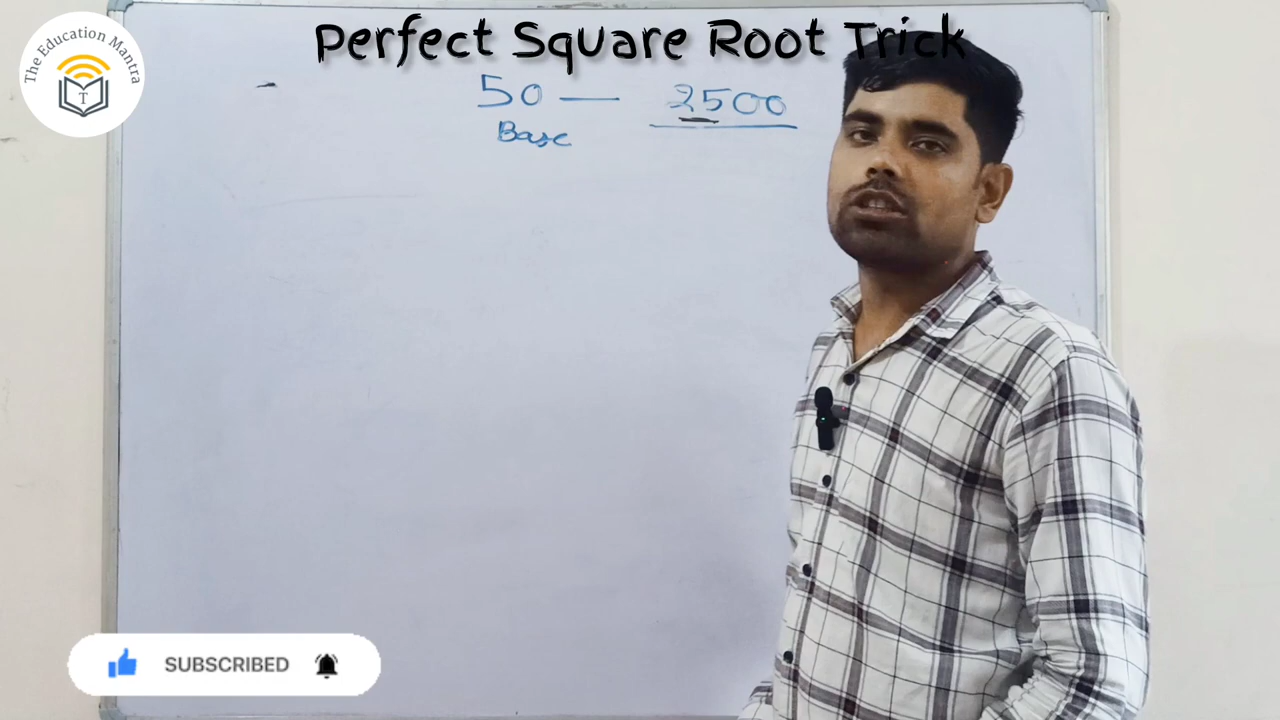 The Education Mantra
T
Perfect Square Root Trick
50 — 2500
Base
SUBSCRIBED